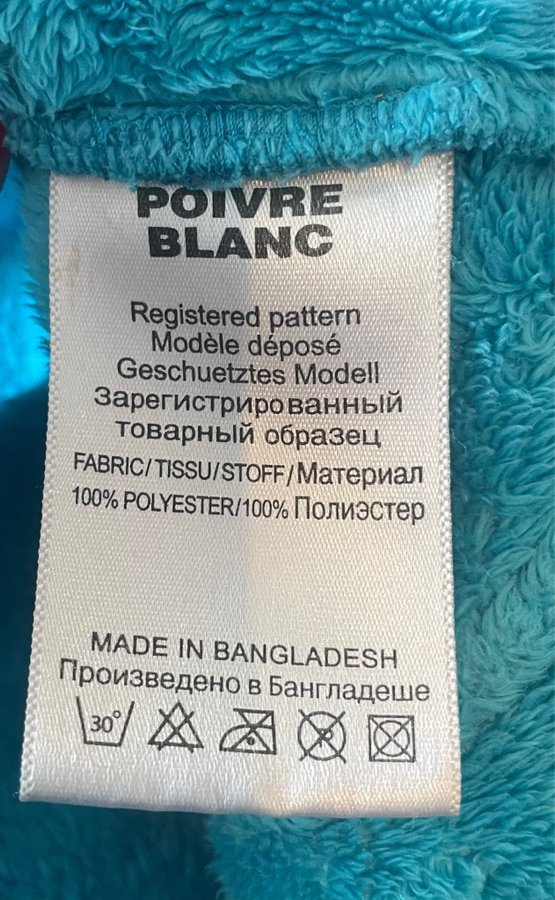 POIVRE
BLANC
Registered pattern
Modèle déposé
Geschuetztes Modell
Зарегистрированный
товарный образец
FABRIC/TISSU/STOFF/Материал
100% POLYESTER/100% Полиэстер
MADE IN BANGLADESH
Произведено в Бангладеше
30°